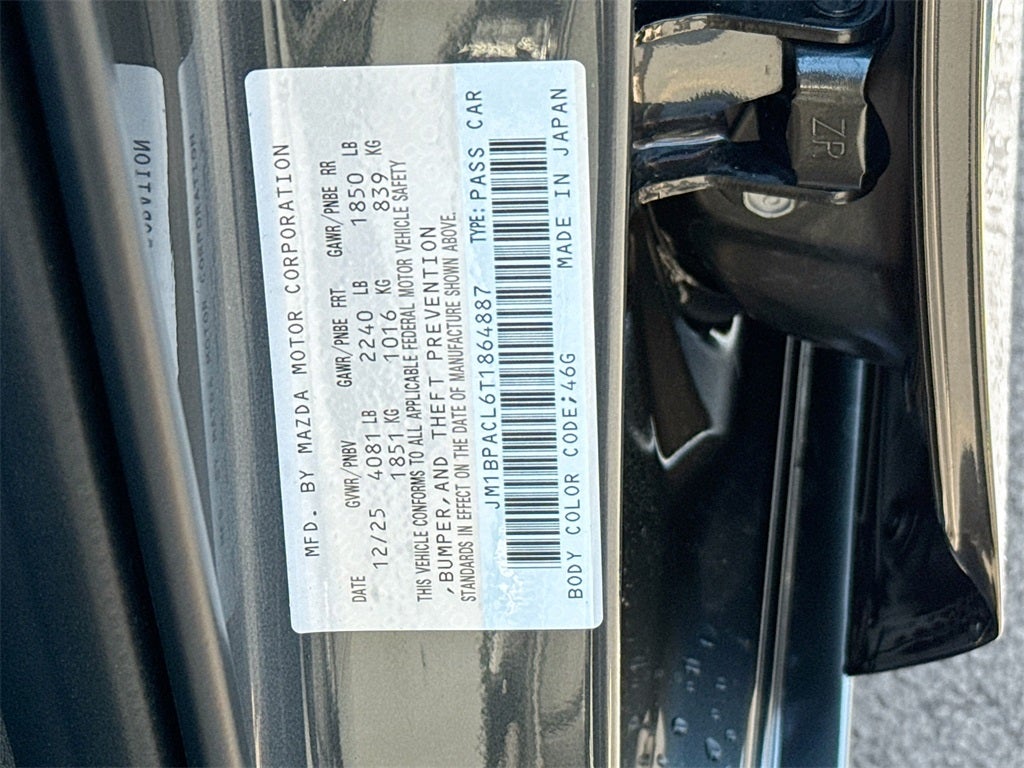 MFD. BY MAZDA MOTOR CORPORATION
DATE GVWR/PNBV GAWR/PNBE FRT GAWR/PNBE RR
12/25 4081 LB 2240 LB 1850 LB
1851 KG 1016 KG 839 KG
THIS VEHICLE CONFORMS TO ALL APPLICABLE FEDERAL MOTOR VEHICLE SAFETY
,BUMPER,AND THEFT PREVENTION
STANDARDS IN EFFECT ON THE DATE OF MANUFACTURE SHOWN ABOVE.
JM1BPACL6T1864887 TYPE:PASS CAR
BODY COLOR CODE;46G MADE IN JAPAN
ZP